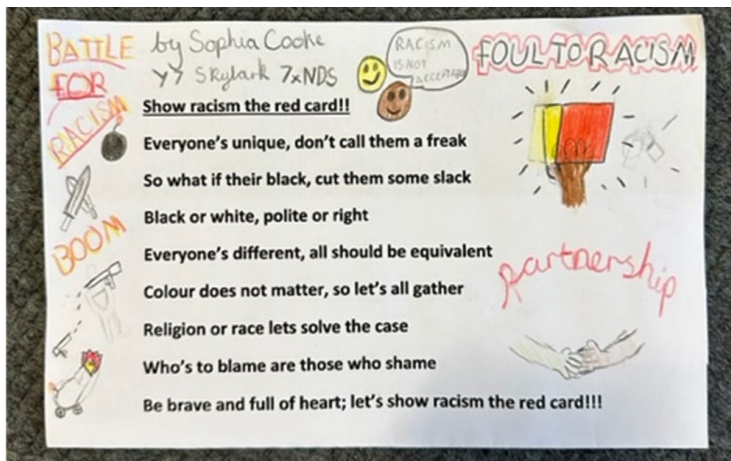 BATTLE
FOR
RACISM
by Sophia Cooke
Y7 Skylark 7xNDS
RACISM
IS NOT
ACCEPTABLE
FOUL TO RACISM
Show racism the red card!!
Everyone's unique, don't call them a freak
So what if their black, cut them some slack
Black or white, polite or right
BOOM
Everyone's different, all should be equivalent
Colour does not matter, so let's all gather
Religion or race lets solve the case
Who's to blame are those who shame
Be brave and full of heart; let's show racism the red card!!!
partnership